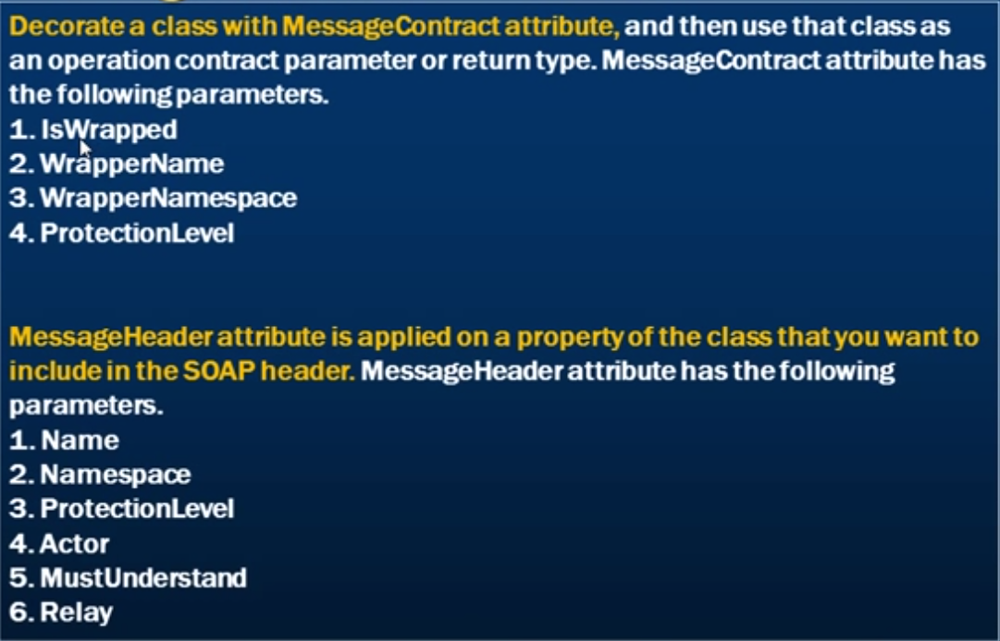 Decorate a class with MessageContract attribute, and then use that class as
an operation contract parameter or return type. MessageContract attribute has
the following parameters.
1. IsWrapped
2. WrapperName
3. WrapperNamespace
4. ProtectionLevel
MessageHeader attribute is applied on a property of the class that you want to
include in the SOAP header. MessageHeader attribute has the following
parameters.
1. Name
2. Namespace
3. ProtectionLevel
4. Actor
5. MustUnderstand
6. Relay